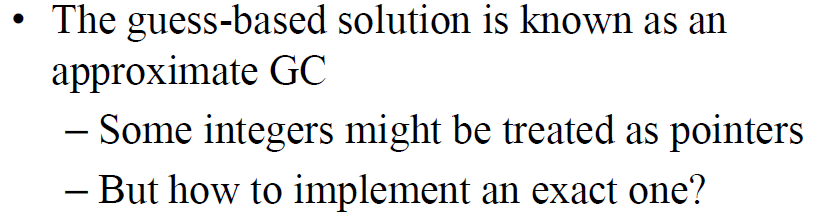 • The guess-based solution is known as an
approximate GC
– Some integers might be treated as pointers
– But how to implement an exact one?